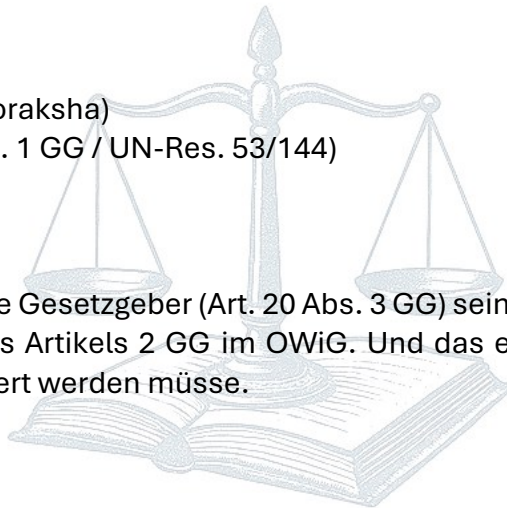 oraksha)
. 1 GG / UN-Res. 53/144)
e Gesetzgeber (Art. 20 Abs. 3 GG) sein
s Artikels 2 GG im OWiG. Und das e
ert werden müsse.